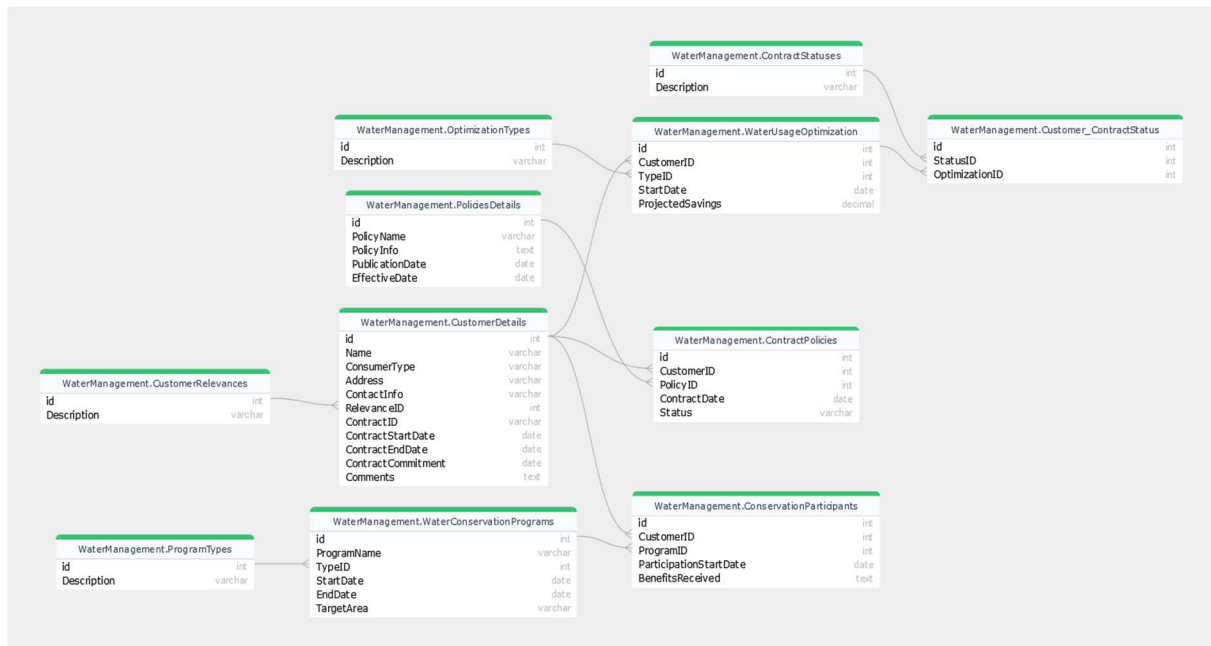 WaterManagement.ContractStatuses
id int
Description varchar
WaterManagement.OptimizationTypes
id int
Description varchar
WaterManagement.WaterUsageOptimization
id int
CustomerID int
TypeID int
StartDate date
ProjectedSavings decimal
WaterManagement.Customer_ContractStatus
id int
StatusID int
OptimizationID int
WaterManagement.PoliciesDetails
id int
PolicyName varchar
PolicyInfo text
PublicationDate date
EffectiveDate date
WaterManagement.CustomerDetails
id int
Name varchar
ConsumerType varchar
Address varchar
ContactInfo varchar
RelevanceID int
ContractID varchar
ContractStartDate date
ContractEndDate date
ContractCommitment date
Comments text
WaterManagement.ContractPolicies
id int
CustomerID int
PolicyID int
ContractDate date
Status varchar
WaterManagement.CustomerRelevances
id int
Description varchar
WaterManagement.ConservationParticipants
id int
CustomerID int
ProgramID int
ParticipationStartDate date
BenefitsReceived text
WaterManagement.WaterConservationPrograms
id int
ProgramName varchar
TypeID int
StartDate date
EndDate date
TargetArea varchar
WaterManagement.ProgramTypes
id int
Description varchar